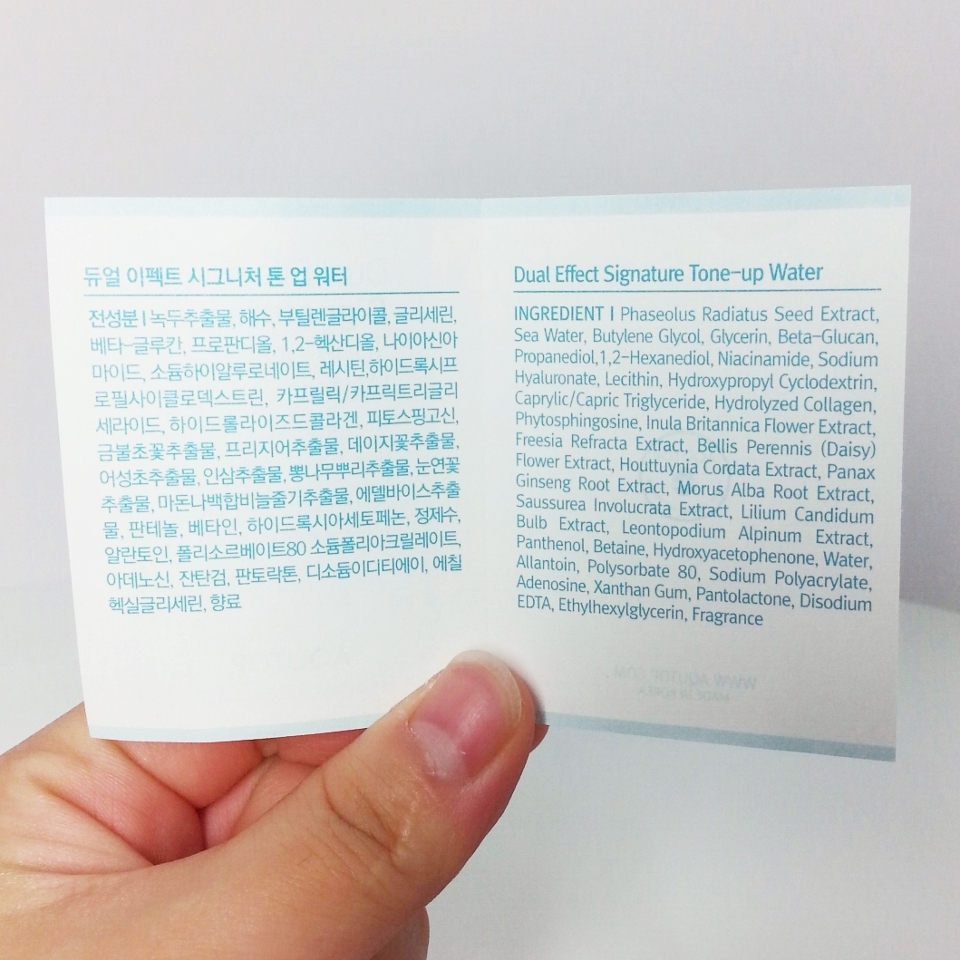 듀얼 이펙트 시그니처 톤 업 워터
전성분 | 녹두추출물, 해수, 부틸렌글라이콜, 글리세린,
베타-글루칸, 프로판디올, 1,2-헥산디올, 나이아신아
마이드, 소듐하이알루로네이트, 레시틴,하이드록시프
로필사이클로덱스트린, 카프릴릭/카프릭트리글리
세라이드, 하이드롤라이즈드콜라겐, 피토스핑고신,
금불초꽃추출물, 프리지어추출물, 데이지꽃추출물,
어성초추출물, 인삼추출물, 뽕나무뿌리추출물, 눈연꽃
추출물, 마돈나백합비늘줄기추출물, 에델바이스추출
물, 판테놀, 베타인, 하이드록시아세토페논, 정제수,
알란토인, 폴리소르베이트80 소듐폴리아크릴레이트,
아데노신, 잔탄검, 판토락톤, 디소듐이디티에이, 에칠
헥실글리세린, 향료
Dual Effect Signature Tone-up Water
INGREDIENT | Phaseolus Radiatus Seed Extract,
Sea Water, Butylene Glycol, Glycerin, Beta-Glucan,
Propanediol,1,2-Hexanediol, Niacinamide, Sodium
Hyaluronate, Lecithin, Hydroxypropyl Cyclodextrin,
Caprylic/Capric Triglyceride, Hydrolyzed Collagen,
Phytosphingosine, Inula Britannica Flower Extract,
Freesia Refracta Extract, Bellis Perennis (Daisy)
Flower Extract, Houttuynia Cordata Extract, Panax
Ginseng Root Extract, Morus Alba Root Extract,
Saussurea Involucrata Extract, Lilium Candidum
Bulb Extract, Leontopodium Alpinum Extract,
Panthenol, Betaine, Hydroxyacetophenone, Water,
Allantoin, Polysorbate 80, Sodium Polyacrylate,
Adenosine, Xanthan Gum, Pantolactone, Disodium
EDTA, Ethylhexylglycerin, Fragrance